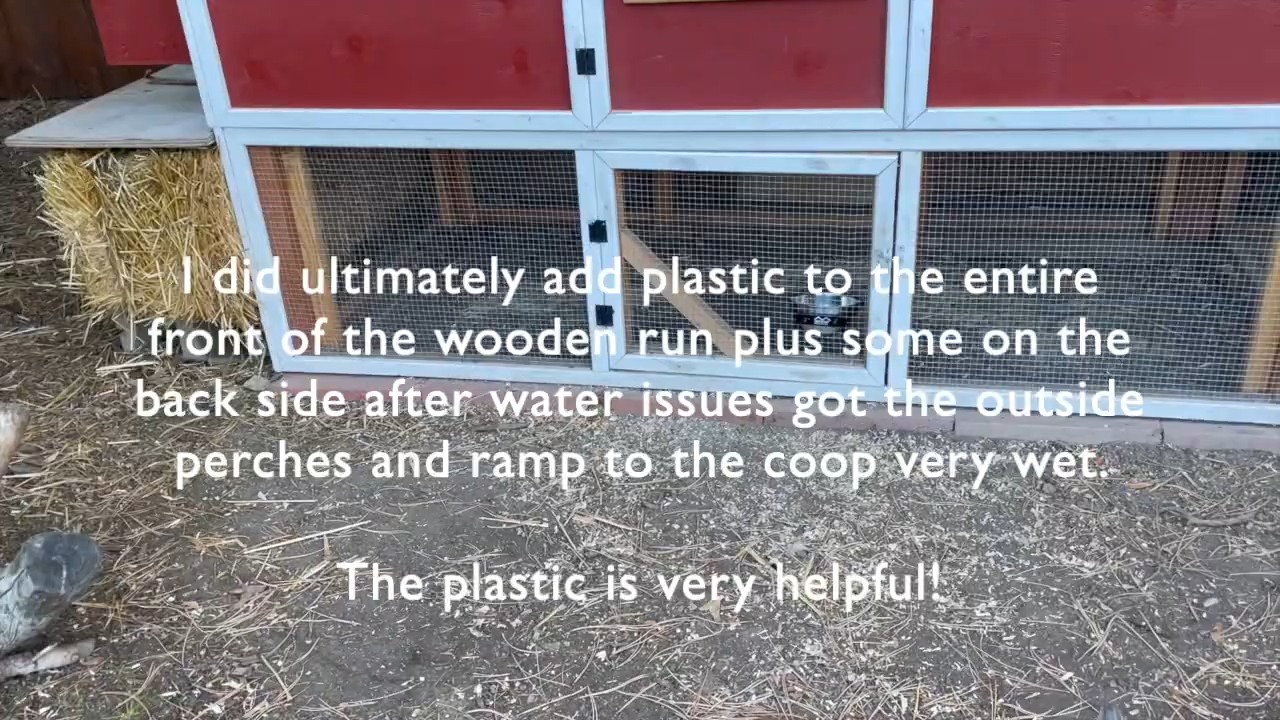 I did ultimately add plastic to the entire
front of the wooden run plus some on the
back side after water issues got the outside
perches and ramp to the coop very wet.
The plastic is very helpful!